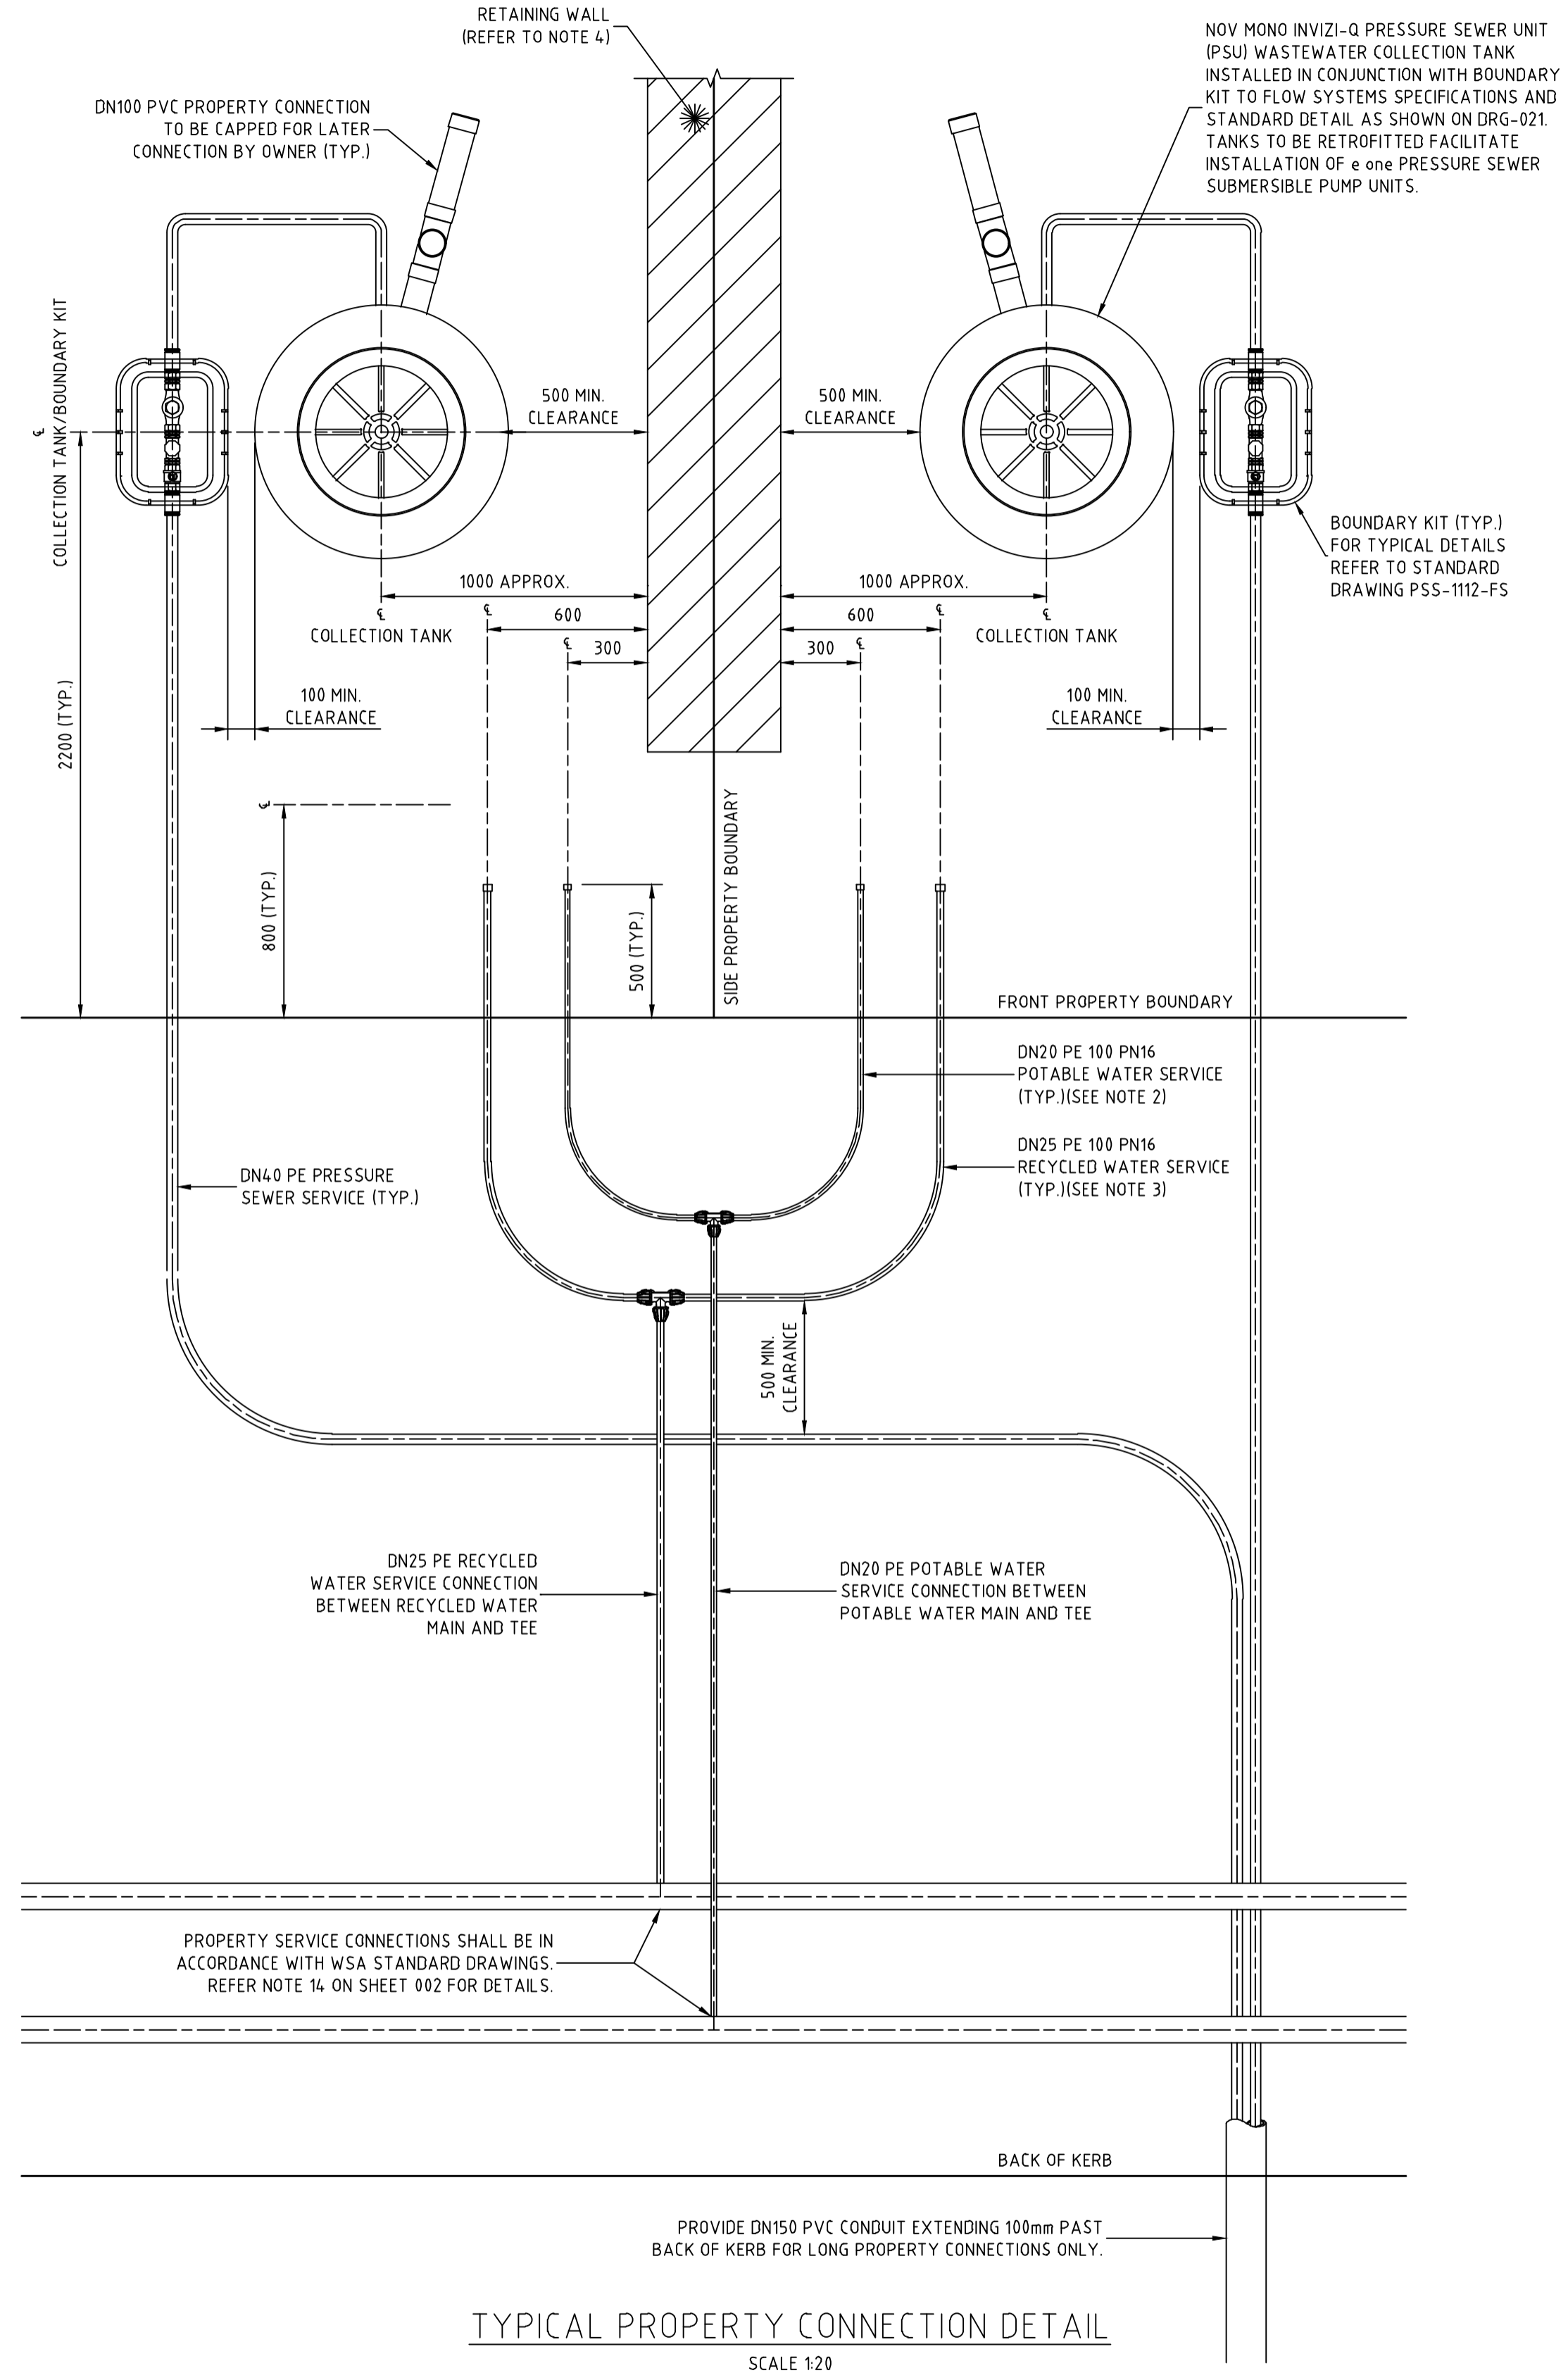 RETAINING WALL
(REFER TO NOTE 4)
NOV MONO INVIZI-Q PRESSURE SEWER UNIT
(PSU) WASTEWATER COLLECTION TANK
INSTALLED IN CONJUNCTION WITH BOUNDARY
KIT TO FLOW SYSTEMS SPECIFICATIONS AND
STANDARD DETAIL AS SHOWN ON DRG-021.
TANKS TO BE RETROFITTED FACILITATE
INSTALLATION OF e one PRESSURE SEWER
SUBMERSIBLE PUMP UNITS.
DN100 PVC PROPERTY CONNECTION
TO BE CAPPED FOR LATER
CONNECTION BY OWNER (TYP.)
℄
COLLECTION TANK/BOUNDARY KIT
500 MIN.
CLEARANCE
500 MIN.
CLEARANCE
BOUNDARY KIT (TYP.)
FOR TYPICAL DETAILS
REFER TO STANDARD
DRAWING PSS-1112-FS
1000 APPROX.
1000 APPROX.
℄
COLLECTION TANK
℄
600
℄
300
600
℄
300
℄
℄
COLLECTION TANK
2200 (TYP.)
100 MIN.
CLEARANCE
100 MIN.
CLEARANCE
℄
800 (TYP.)
500 (TYP.)
SIDE PROPERTY BOUNDARY
FRONT PROPERTY BOUNDARY
DN20 PE 100 PN16
POTABLE WATER SERVICE
(TYP.)(SEE NOTE 2)
DN25 PE 100 PN16
RECYCLED WATER SERVICE
(TYP.)(SEE NOTE 3)
DN40 PE PRESSURE
SEWER SERVICE (TYP.)
500 MIN.
CLEARANCE
DN25 PE RECYCLED
WATER SERVICE CONNECTION
BETWEEN RECYCLED WATER
MAIN AND TEE
DN20 PE POTABLE WATER
SERVICE CONNECTION BETWEEN
POTABLE WATER MAIN AND TEE
PROPERTY SERVICE CONNECTIONS SHALL BE IN
ACCORDANCE WITH WSA STANDARD DRAWINGS.
REFER NOTE 14 ON SHEET 002 FOR DETAILS.
BACK OF KERB
PROVIDE DN150 PVC CONDUIT EXTENDING 100mm PAST
BACK OF KERB FOR LONG PROPERTY CONNECTIONS ONLY.
TYPICAL PROPERTY CONNECTION DETAIL
SCALE 1:20